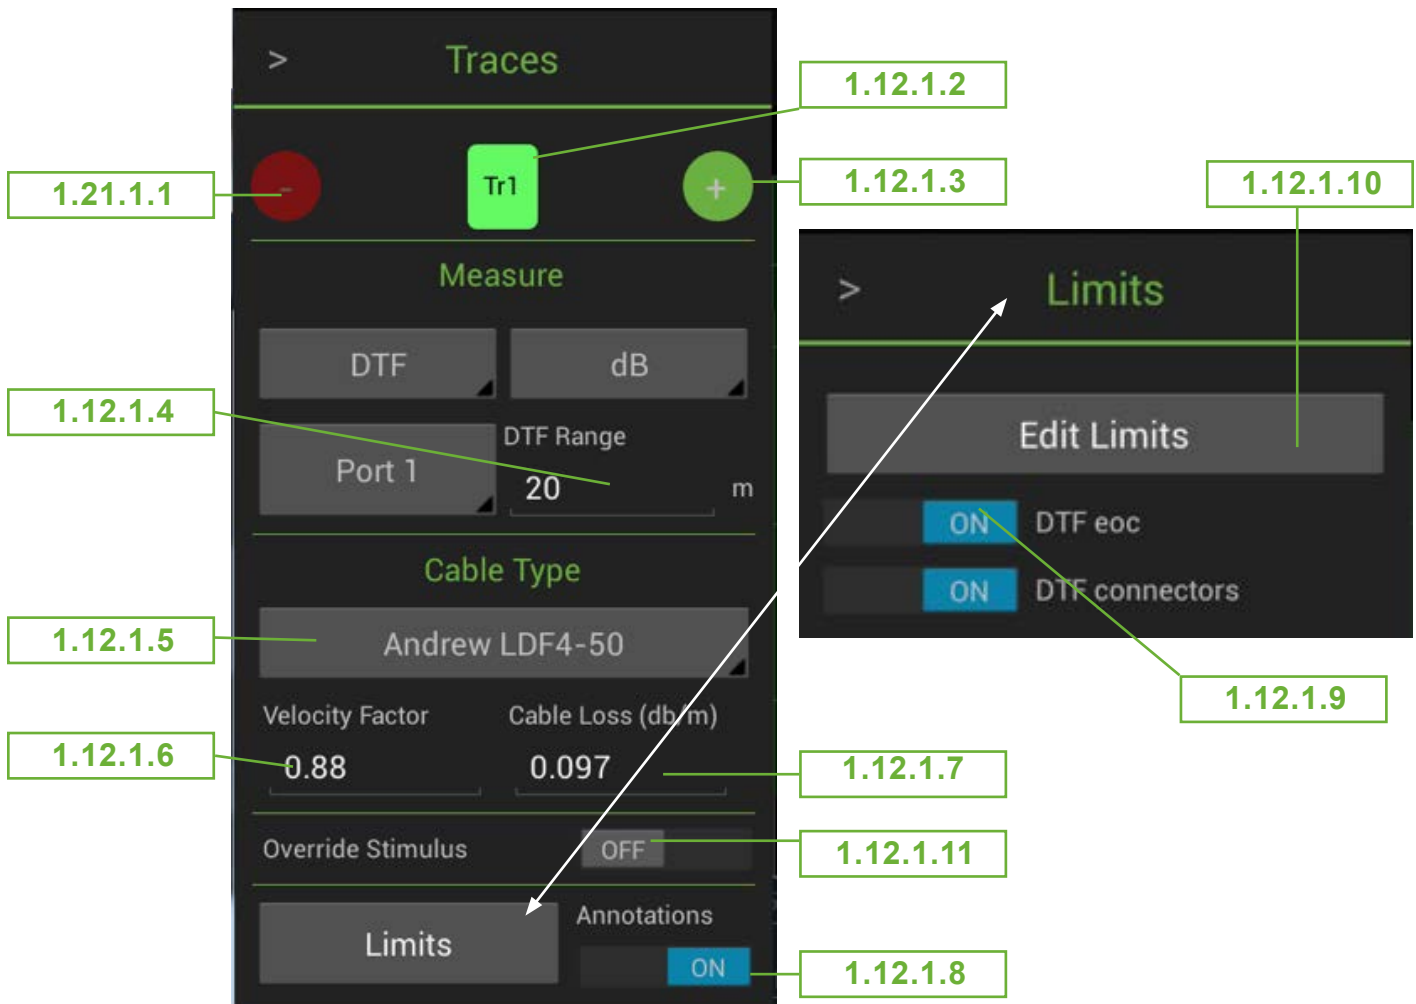 > Traces
1.12.1.2
- Tr1 +
1.21.1.1
1.12.1.3
1.12.1.10
Measure
> Limits
DTF dB
1.12.1.4
Port 1
DTF Range
20 m
Edit Limits
ON DTF eoc
ON DTF connectors
Cable Type
1.12.1.5
Andrew LDF4-50
1.12.1.9
Velocity Factor Cable Loss (db/m)
1.12.1.6
0.88 0.097
1.12.1.7
Override Stimulus OFF
1.12.1.11
Limits
Annotations
ON
1.12.1.8